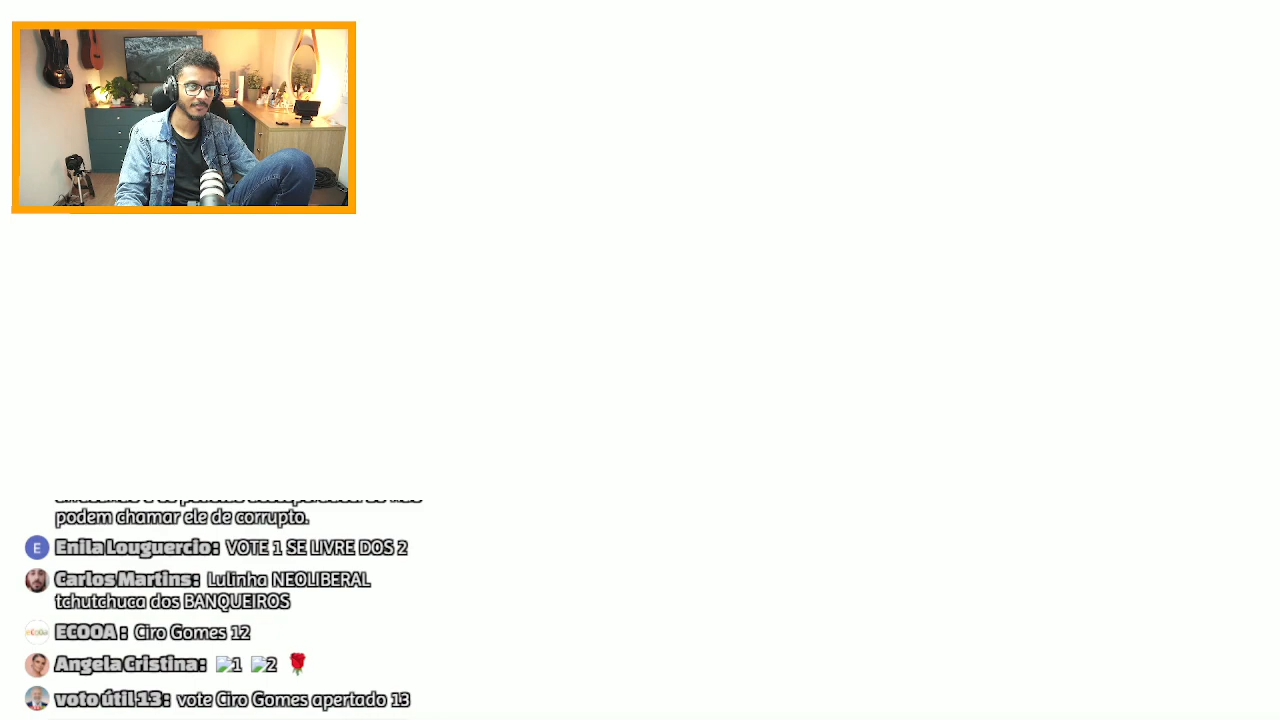 podem chamar ele de corrupto.
E Enila Louguercio: VOTE 1 SE LIVRE DOS 2
Carlos Martins: Lulinha NEOLIBERAL
tchutchuca dos BANQUEIROS
ECOOA : Ciro Gomes 12
Angela Cristina: 1 2
voto útil 13: vote Ciro Gomes apertado 13